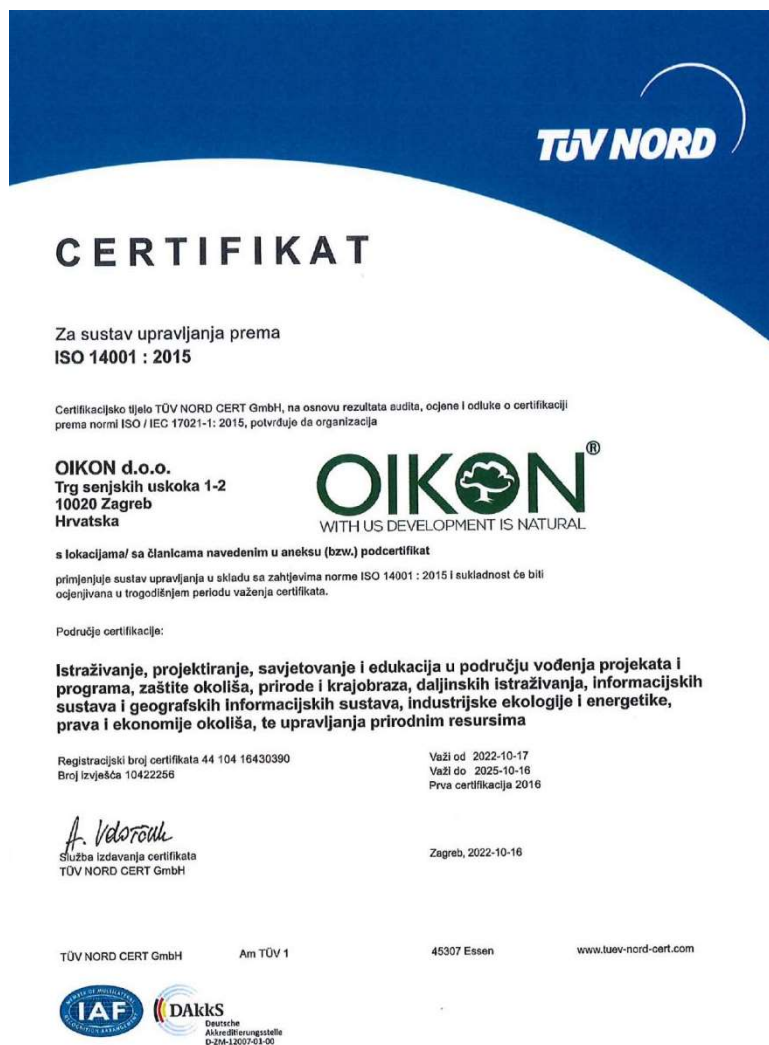 TÜV NORD
CERTIFIKAT
Za sustav upravljanja prema
ISO 14001 : 2015
Certifikacijsko tijelo TÜV NORD CERT GmbH, na osnovu rezultata audita, ocjene i odluke o certifikaciji
prema normi ISO / IEC 17021-1: 2015, potvrđuje da organizacija
OIKON d.o.o.
Trg senjskih uskoka 1-2
10020 Zagreb
Hrvatska
OIKON®
WITH US DEVELOPMENT IS NATURAL
s lokacijama/ sa članicama navedenim u aneksu (bzw.) podcertifikat
primjenjuje sustav upravljanja u skladu sa zahtjevima norme ISO 14001 : 2015 i sukladnost će biti
ocjenjivana u trogodišnjem periodu važenja certifikata.
Područje certifikacije:
Istraživanje, projektiranje, savjetovanje i edukacija u području vođenja projekata i
programa, zaštite okoliša, prirode i krajobraza, daljinskih istraživanja, informacijskih
sustava i geografskih informacijskih sustava, industrijske ekologije i energetike,
prava i ekonomije okoliša, te upravljanja prirodnim resursima
Registracijski broj certifikata 44 104 16430390
Broj izvješća 10422256
Važi od 2022-10-17
Važi do 2025-10-16
Prva certifikacija 2016
Služba izdavanja certifikata
TÜV NORD CERT GmbH
Zagreb, 2022-10-16
TÜV NORD CERT GmbH Am TÜV 1 45307 Essen www.tuev-nord-cert.com
MEMBER OF MULTILATERAL
IAF
RECOGNITION ARRANGEMENT
DAkkS
Deutsche
Akkreditierungsstelle
D-ZM-12007-01-00